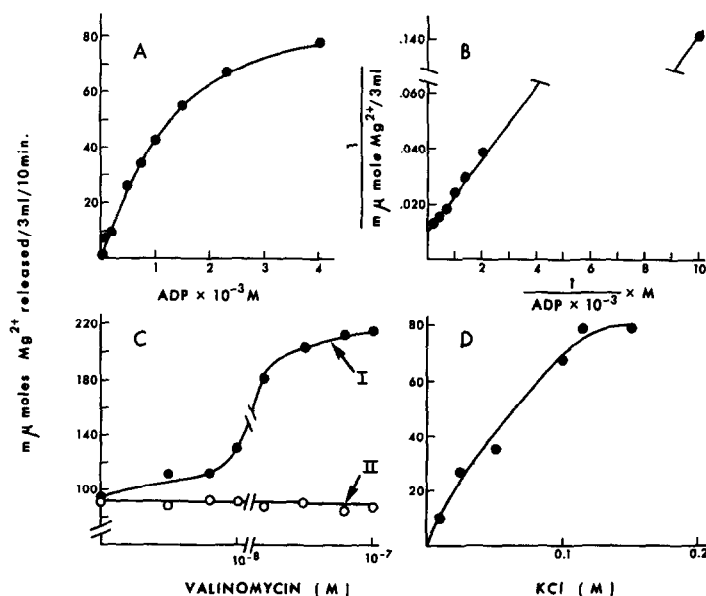 A
80
60
40
20
1
2
3
4
ADP × 10⁻³ M
B
.140
.060
.040
.020
0
2
4
6
8
10
1
mμ mole Mg²⁺/3ml
1
ADP × 10⁻³ × M
mμ moles Mg²⁺ released/3ml/10min.
C
220
180
140
100
I
II
10⁻⁸
10⁻⁷
VALINOMYCIN (M)
D
80
60
40
20
0.1
0.2
KCl (M)